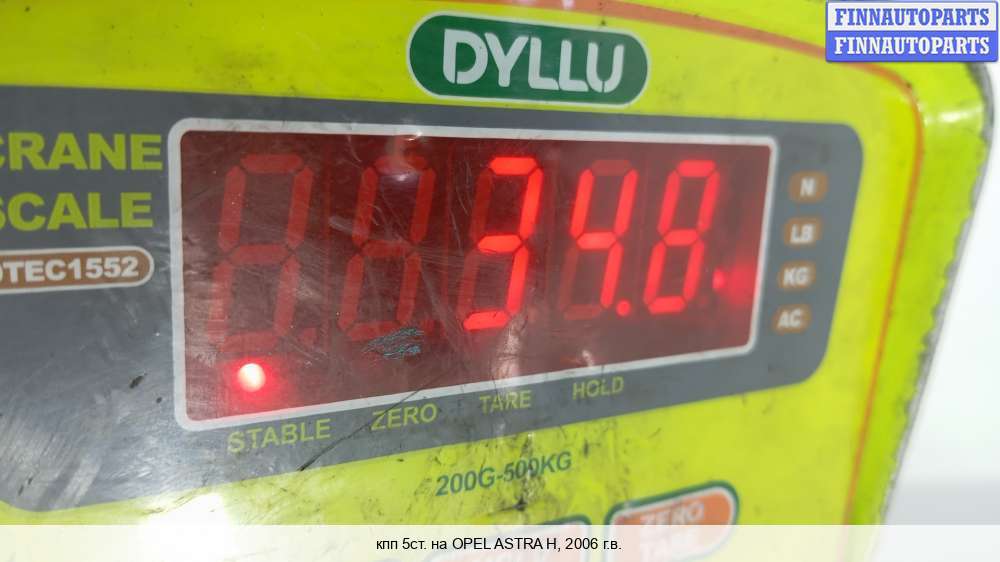 FINNAUTOPARTS
FINNAUTOPARTS
DYLLU
CRANE
SCALE
OTEC1552
34.8
N
LB
KG
AC
STABLE ZERO TARE HOLD
200G-500KG
ZERO
кпп 5ст. на OPEL ASTRA H, 2006 г.в.